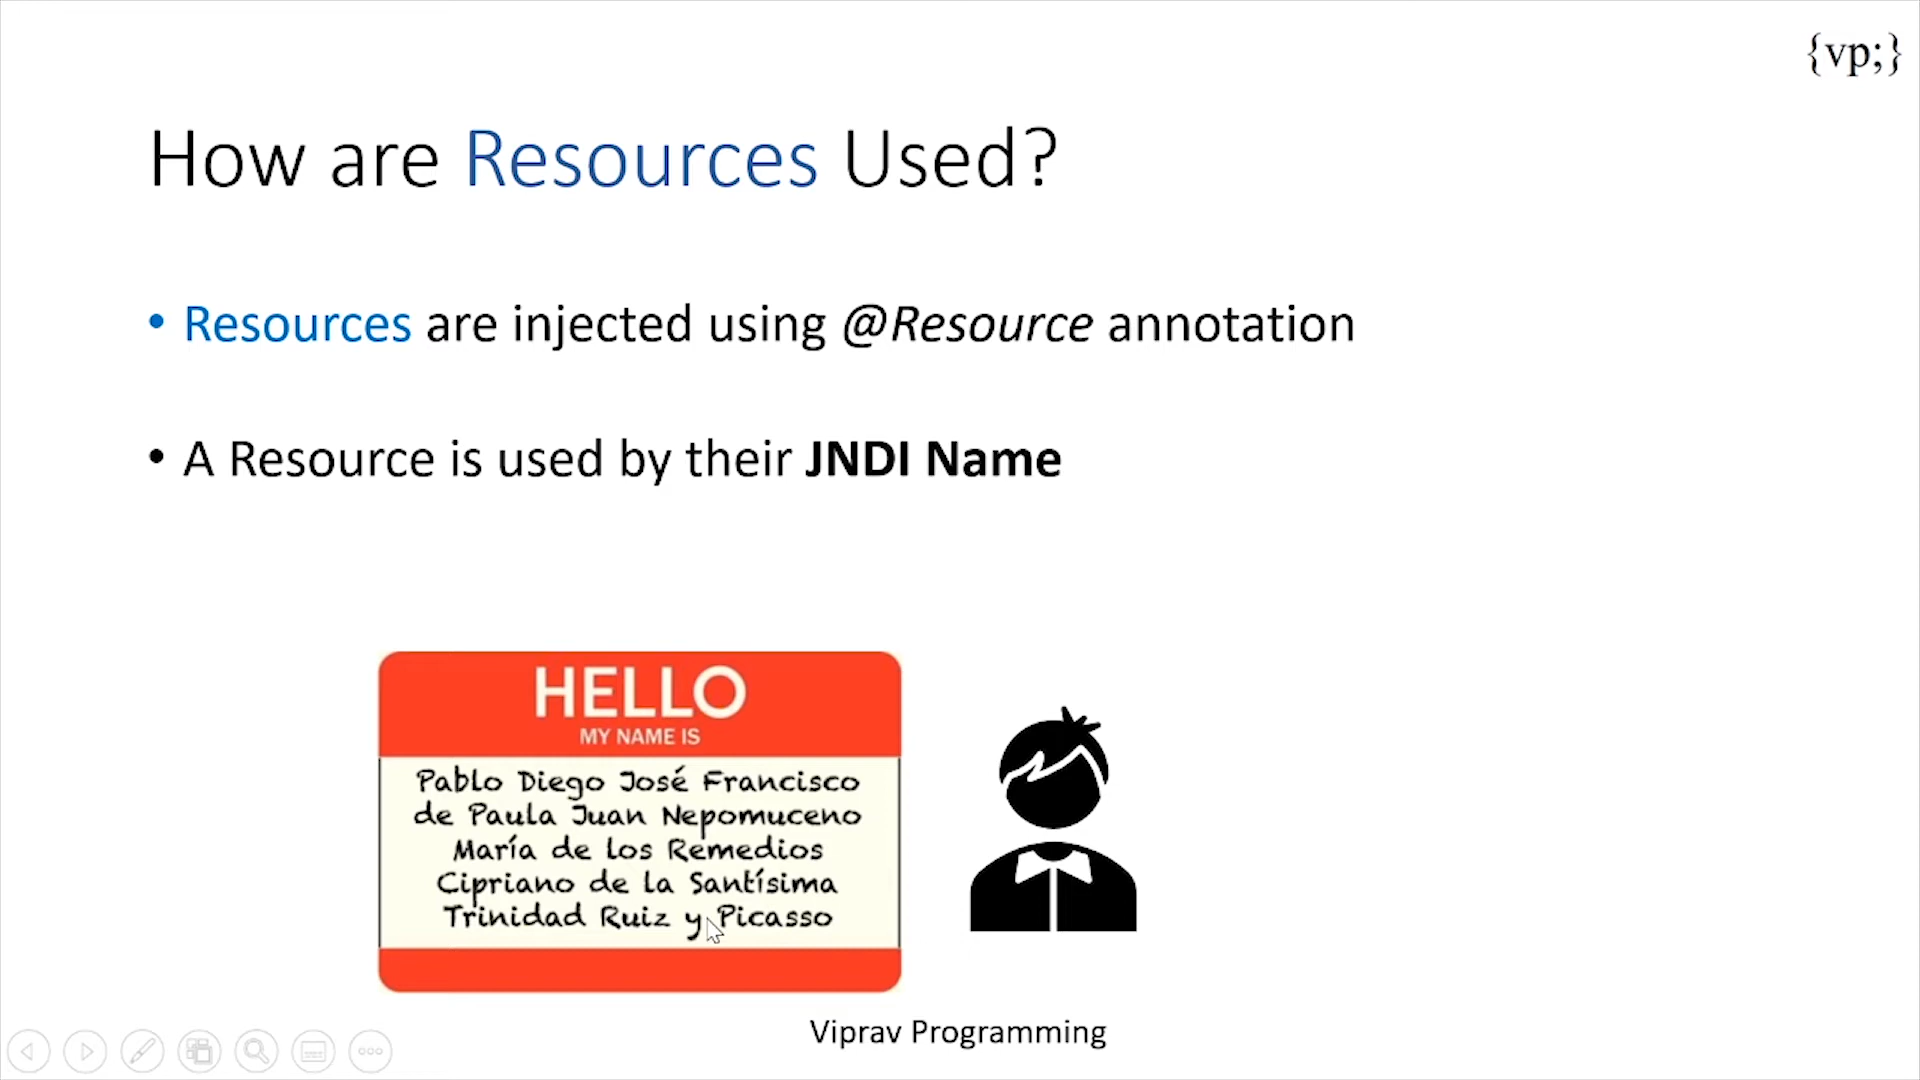 {vp;}
How are Resources Used?
• Resources are injected using @Resource annotation
• A Resource is used by their JNDI Name
HELLO
MY NAME IS
Pablo Diego José Francisco
de Paula Juan Nepomuceno
María de los Remedios
Cipriano de la Santísima
Trinidad Ruiz y Picasso
Viprav Programming